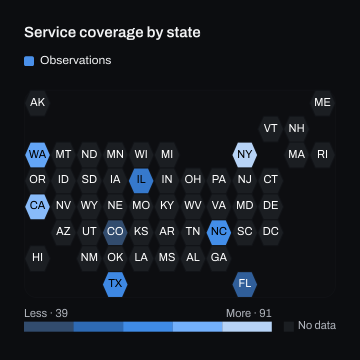 Service coverage by state
Observations
AK ME
VT NH
WA MT ND MN WI MI NY MA RI
OR ID SD IA IL IN OH PA NJ CT
CA NV WY NE MO KY WV VA MD DE
AZ UT CO KS AR TN NC SC DC
HI NM OK LA MS AL GA
TX FL
Less · 39 More · 91
No data